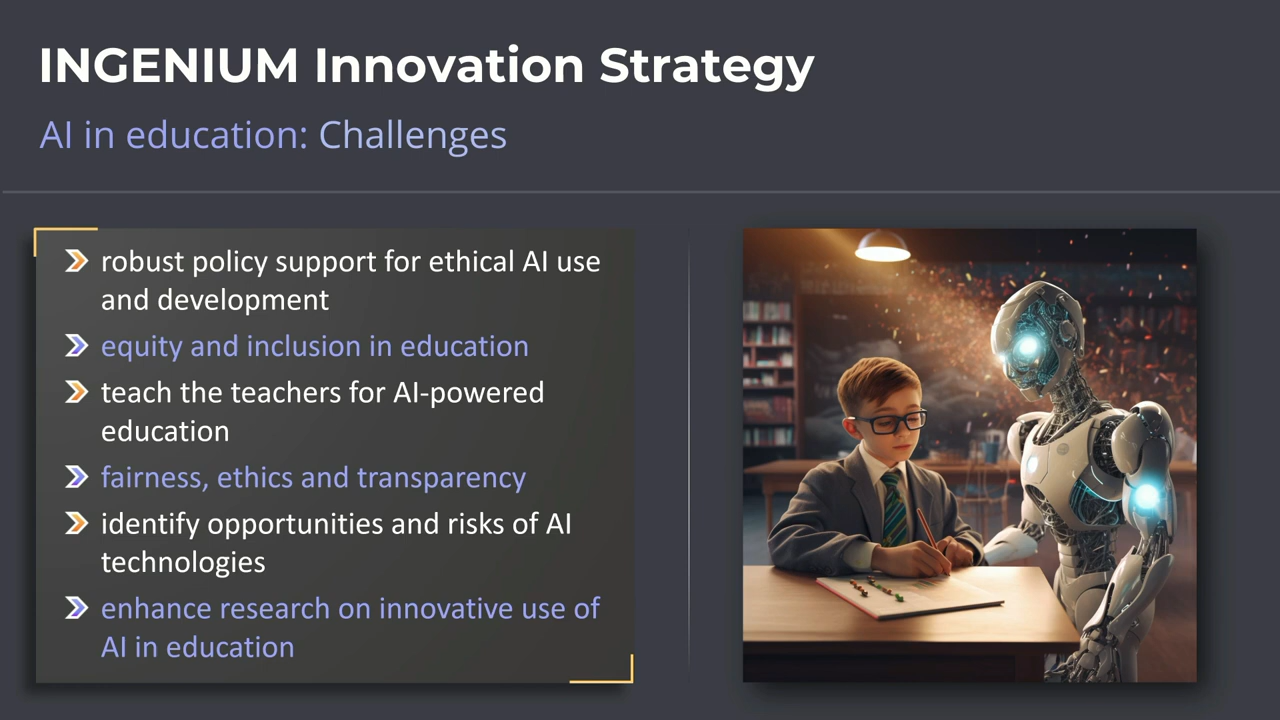 INGENIUM Innovation Strategy
AI in education: Challenges
robust policy support for ethical AI use
and development
equity and inclusion in education
teach the teachers for AI-powered
education
fairness, ethics and transparency
identify opportunities and risks of AI
technologies
enhance research on innovative use of
AI in education